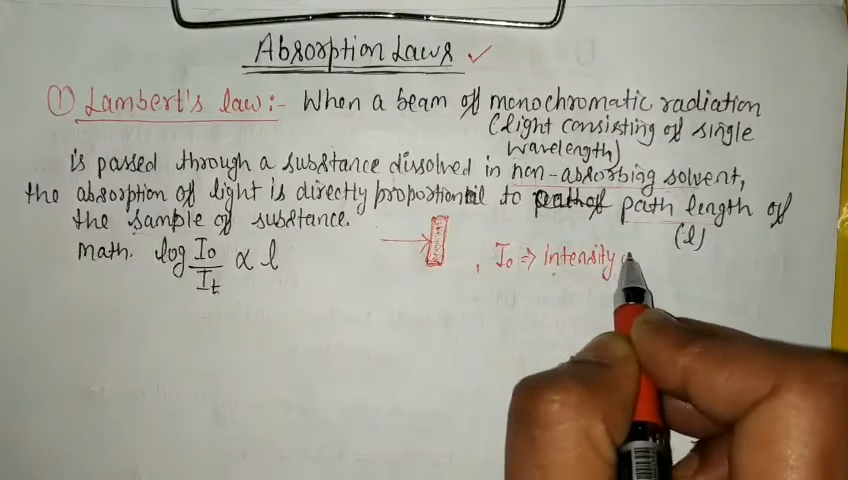 Absorption Laws ✓
① Lambert's law:- When a beam of monochromatic radiation
(light consisting of single
wavelength)
is passed through a substance dissolved in non-absorbing solvent,
the absorption of light is directly proportional to path length of
(l)
the sample of substance.
Math. log I₀/Iₜ ∝ l , I₀ => intensity